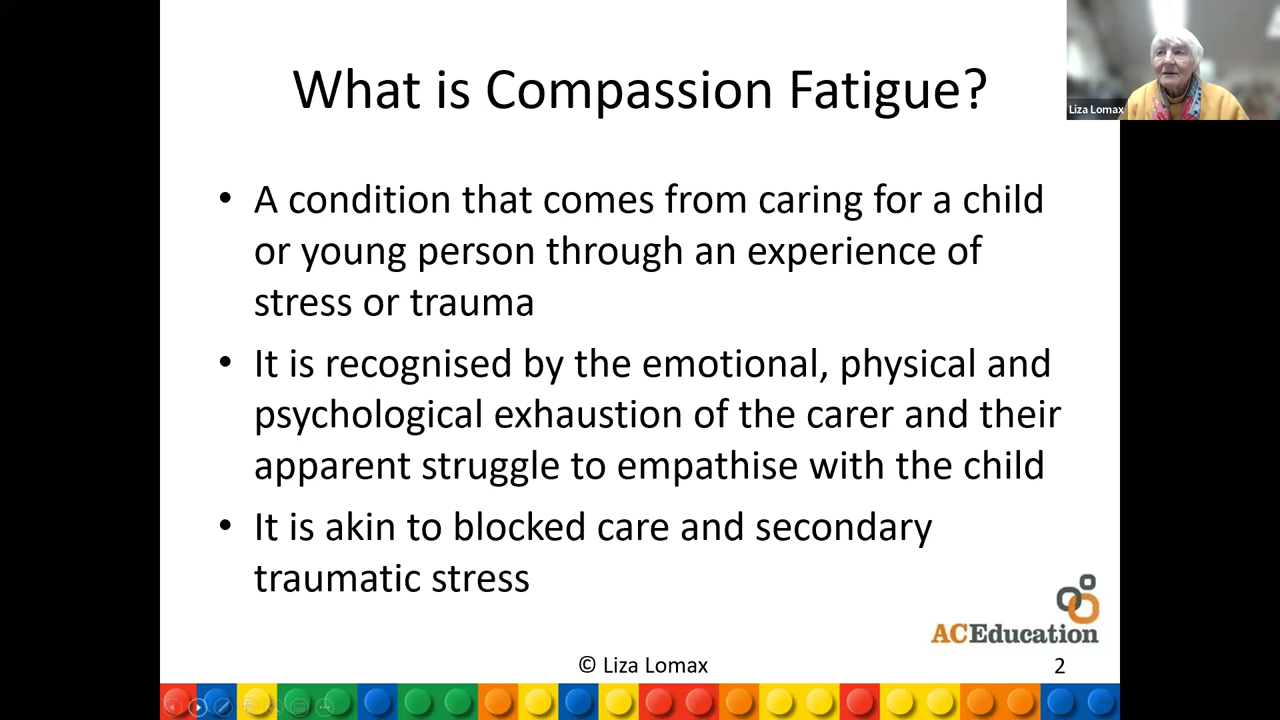 What is Compassion Fatigue?
Liza Lomax
• A condition that comes from caring for a child
or young person through an experience of
stress or trauma
• It is recognised by the emotional, physical and
psychological exhaustion of the carer and their
apparent struggle to empathise with the child
• It is akin to blocked care and secondary
traumatic stress
ACEducation
© Liza Lomax
2